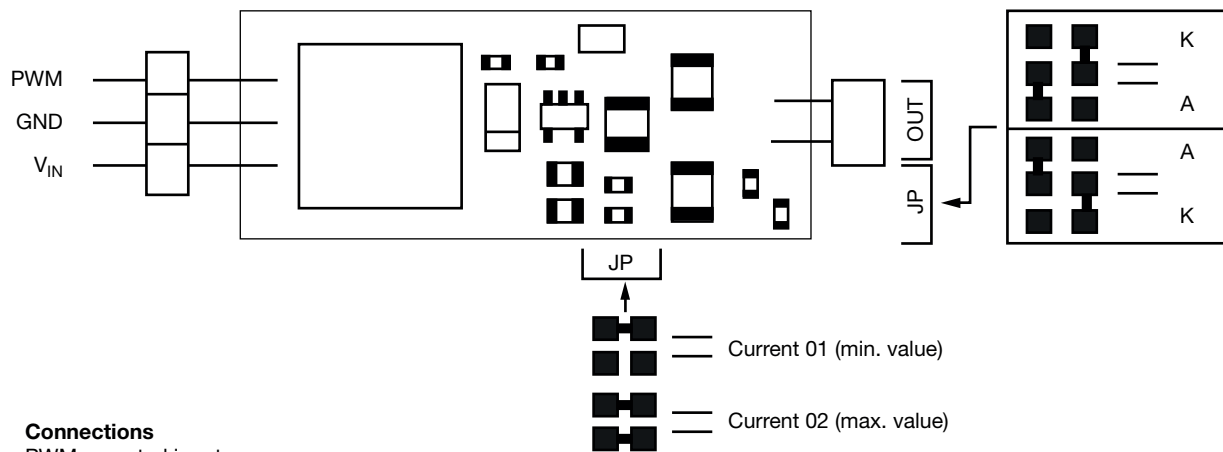 PWM
GND
V_IN
OUT
JP
K
A
A
K
JP
Current 01 (min. value)
Current 02 (max. value)
Connections